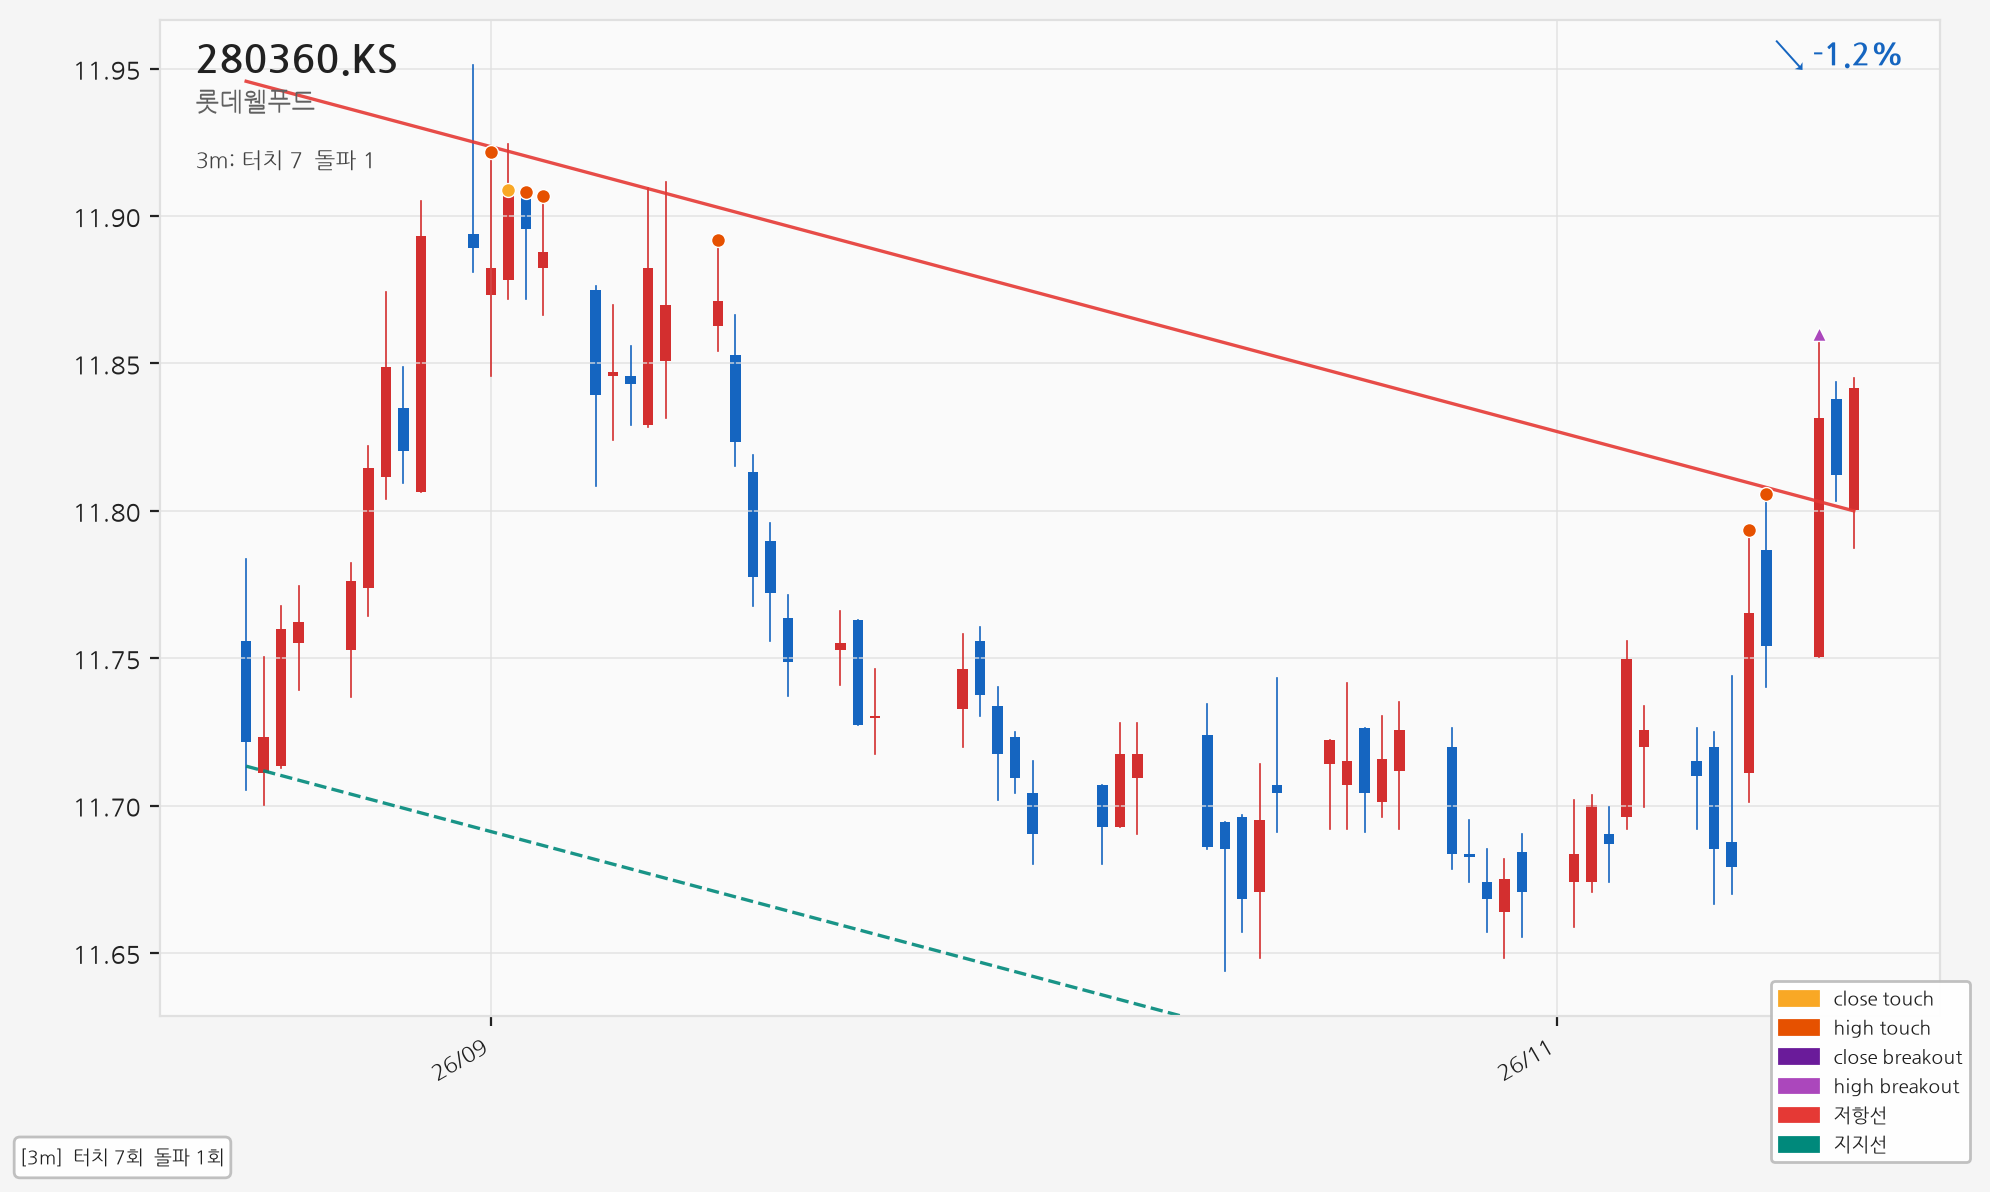 280360.KS
롯데웰푸드
3m: 터치 7 돌파 1
-1.2%
11.95
11.90
11.85
11.80
11.75
11.70
11.65
26/09
26/11
close touch
high touch
close breakout
high breakout
저항선
지지선
[3m] 터치 7회 돌파 1회